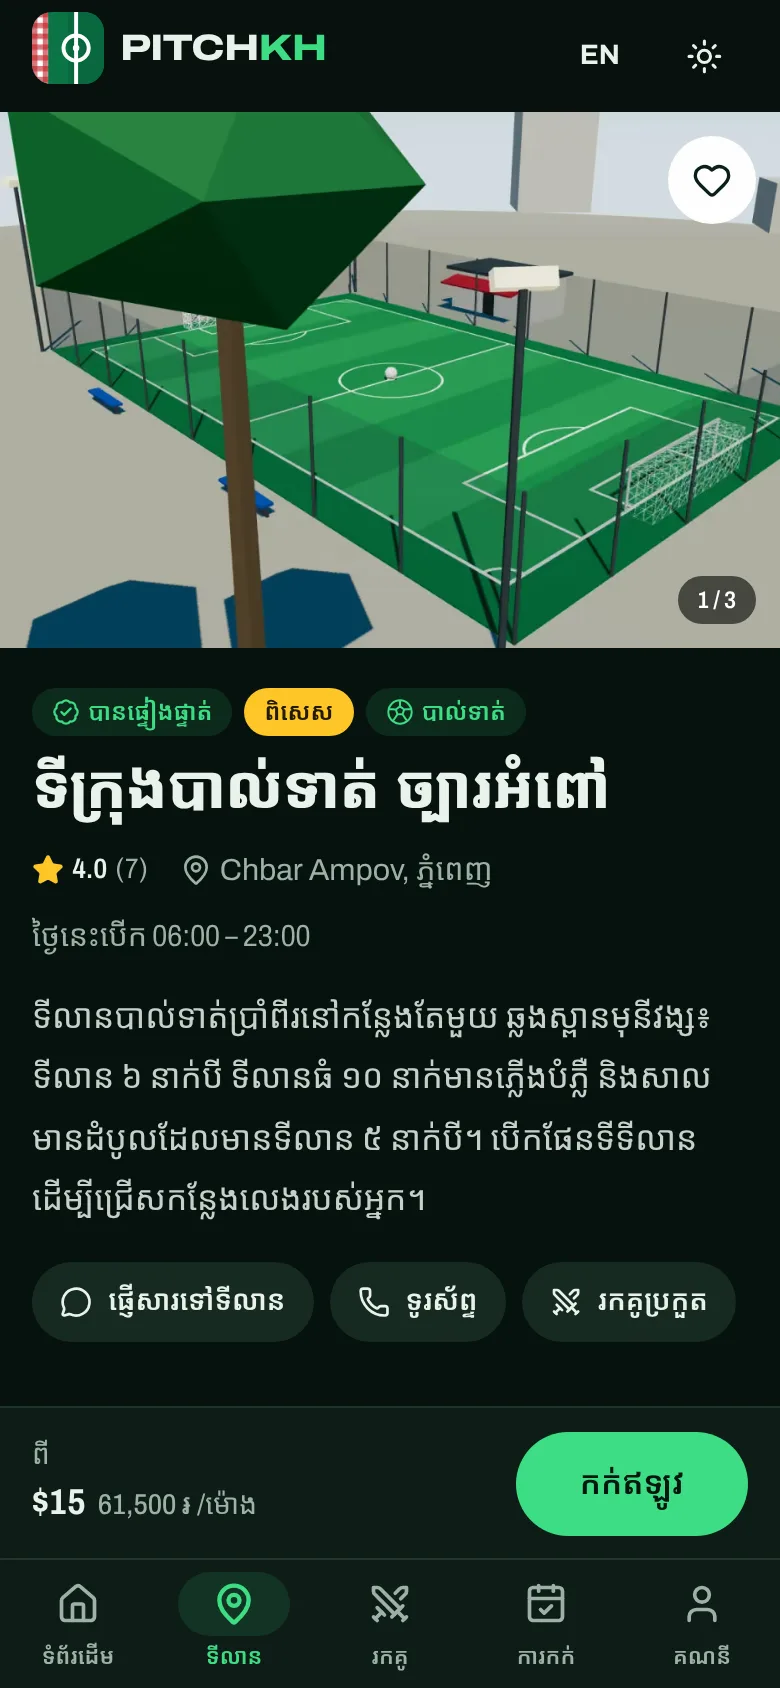 PITCHKH
EN
1 / 3
បានផ្ទៀងផ្ទាត់
ពិសេស
បាល់ទាត់
ទីក្រុងបាល់ទាត់ ច្បារអំពៅ
4.0 (7)
Chbar Ampov, ភ្នំពេញ
ថ្ងៃនេះបើក 06:00 – 23:00
ទីលានបាល់ទាត់ប្រាំពីរនៅកន្លែងតែមួយ ឆ្លងស្ពានមុនីវង្ស៖
ទីលាន ៦ នាក់បី ទីលានធំ ១០ នាក់មានភ្លើងបំភ្លឺ និងសាល
មានដំបូលដែលមានទីលាន ៥ នាក់បី។ បើកផែនទីទីលាន
ដើម្បីជ្រើសកន្លែងលេងរបស់អ្នក។
ផ្ញើសារទៅទីលាន
ទូរស័ព្ទ
រកគូប្រកួត
ពី
$15 61,500 ៛ /ម៉ោង
កក់ឥឡូវ
ទំព័រដើម
ទីលាន
រកគូ
ការកក់
គណនី